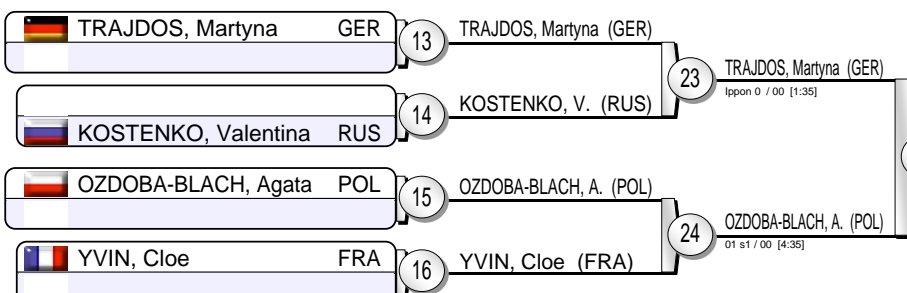 TRAJDOS, Martyna GER
13
TRAJDOS, Martyna (GER)
23
TRAJDOS, Martyna (GER)
Ippon 0 / 00 [1:35]
14
KOSTENKO, V. (RUS)
KOSTENKO, Valentina RUS
OZDOBA-BLACH, Agata POL
15
OZDOBA-BLACH, A. (POL)
24
OZDOBA-BLACH, A. (POL)
01 s1 / 00 [4:35]
YVIN, Cloe FRA
16
YVIN, Cloe (FRA)